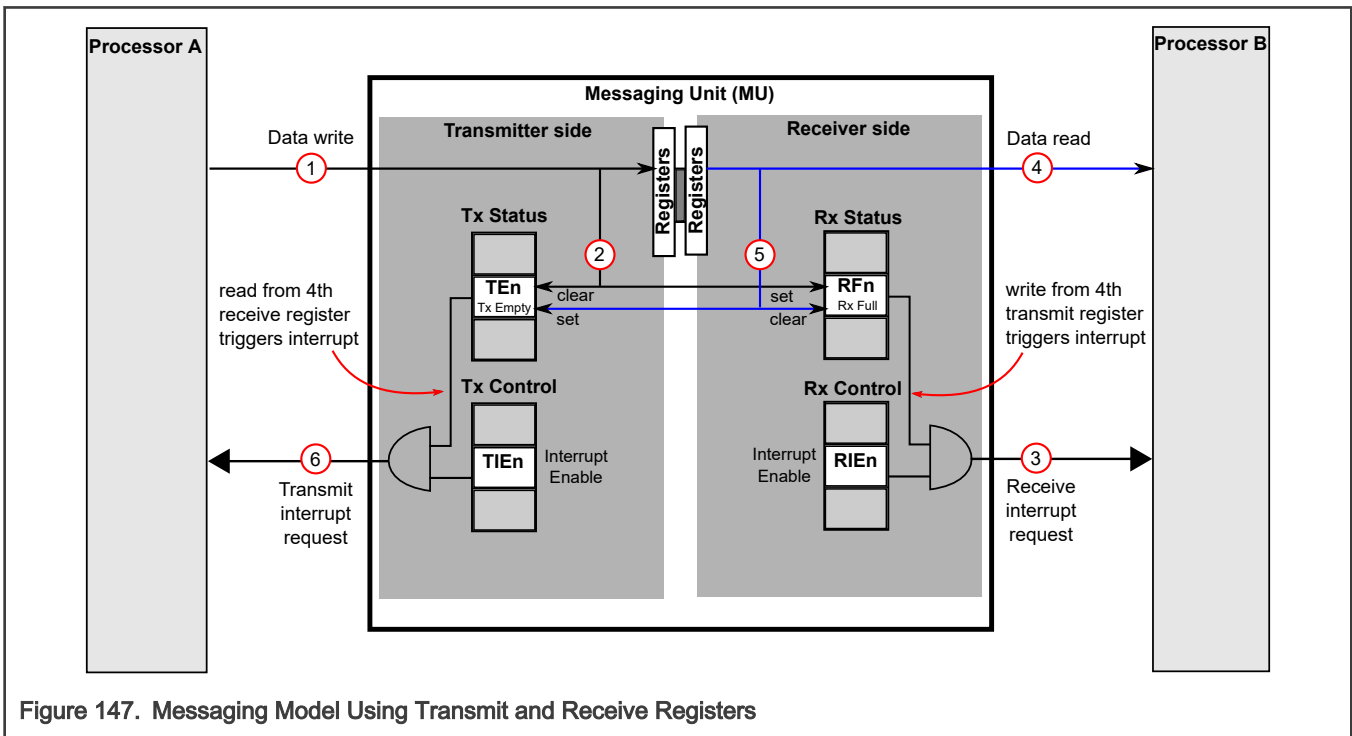 Processor A
Processor B
Messaging Unit (MU)
Transmitter side
Receiver side
Data write
1
Registers
Registers
Data read
4
Tx Status
Rx Status
2
5
TEn
Tx Empty
clear
set
set
clear
RFn
Rx Full
read from 4th
receive register
triggers interrupt
write from 4th
transmit register
triggers interrupt
Tx Control
Rx Control
TIEn
Interrupt
Enable
Interrupt
Enable
RIEn
6
Transmit
interrupt
request
3
Receive
interrupt
request
Figure 147. Messaging Model Using Transmit and Receive Registers